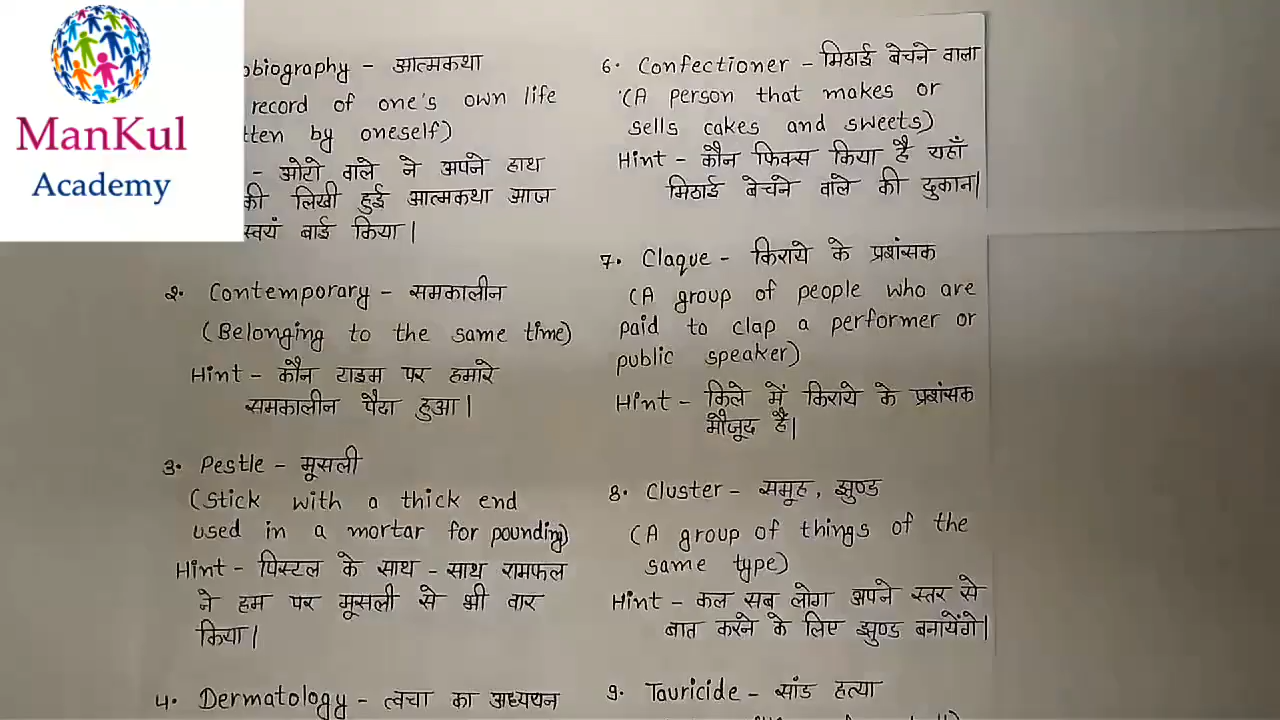 ManKul
Academy
obiography - आत्मकथा
record of one's own life
tten by oneself)
- ओटो वाले ने अपने हाथ
की लिखी हुई आत्मकथा आज
स्वयं बाई किया।
२. Contemporary - समकालीन
(Belonging to the same time)
Hint - कौन टाइम पर हमारे
समकालीन पैदा हुआ।
३. Pestle - मूसली
(Stick with a thick end
used in a mortar for pounding)
Hint - पिस्टल के साथ - साथ रामफल
ने हम पर मूसली से भी वार
किया।
4. Dermatology - त्वचा का अध्ययन
6. Confectioner - मिठाई बेचने वाला
(A person that makes or
sells cakes and sweets)
Hint - कौन फिक्स किया है यहाँ
मिठाई बेचने वाले की दुकान।
7. Claque - किराये के प्रशंसक
(A group of people who are
paid to clap a performer or
public speaker)
Hint - किले में किराये के प्रशंसक
मौजूद है।
8. Cluster - समूह, झुण्ड
(A group of things of the
same type)
Hint - कल सब लोग अपने स्तर से
बात करने के लिए झुण्ड बनायेंगे।
9. Tauricide - सांड हत्या